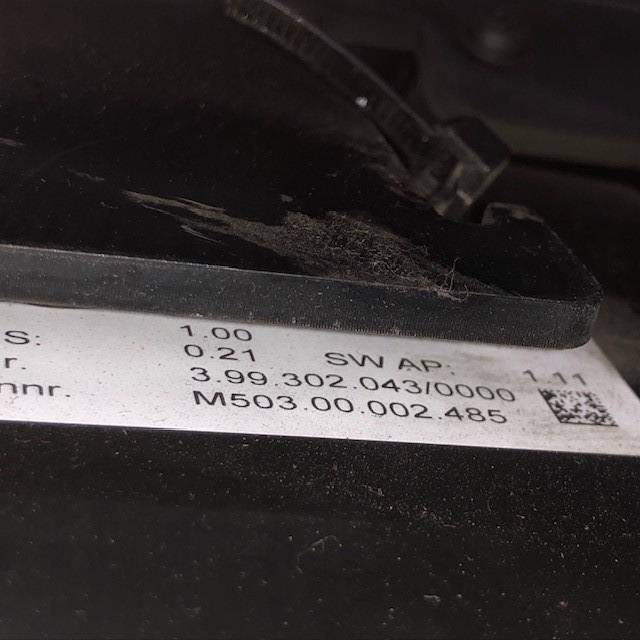 1.00
S: 0.21 SW AP: 1.11
r. 3.99.302.043/0000
nnr. M503.00.002.485